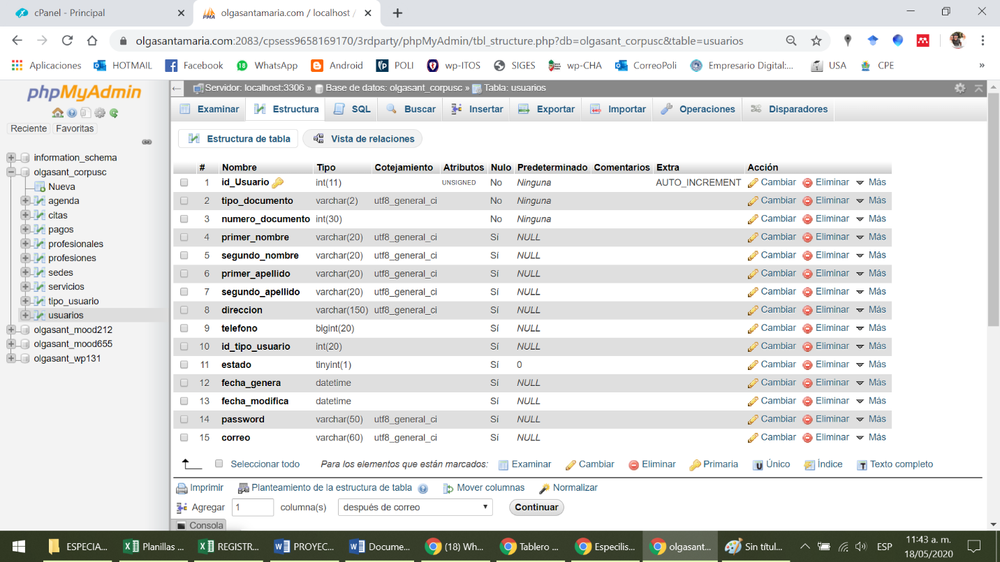 cPanel - Principal
olgasantamaria.com / localhost /
olgasantamaria.com:2083/cpsess9658169170/3rdparty/phpMyAdmin/tbl_structure.php?db=olgasant_corpusc&table=usuarios
Aplicaciones HOTMAIL Facebook WhatsApp Android POLI wp-ITOS SIGES wp-CHA CorreoPoli Empresario Digital:... USA CPE »
phpMyAdmin
Reciente Favoritas
information_schema
olgasant_corpusc
Nueva
agenda
citas
pagos
profesionales
profesiones
sedes
servicios
tipo_usuario
usuarios
olgasant_mood212
olgasant_mood655
olgasant_wp131
Servidor: localhost:3306 » Base de datos: olgasant_corpusc » Tabla: usuarios
Examinar Estructura SQL Buscar Insertar Exportar Importar Operaciones Disparadores
Estructura de tabla Vista de relaciones
# Nombre Tipo Cotejamiento Atributos Nulo Predeterminado Comentarios Extra Acción
1 id_Usuario int(11) UNSIGNED No Ninguna AUTO_INCREMENT Cambiar Eliminar Más
2 tipo_documento varchar(2) utf8_general_ci No Ninguna Cambiar Eliminar Más
3 numero_documento int(30) No Ninguna Cambiar Eliminar Más
4 primer_nombre varchar(20) utf8_general_ci Sí NULL Cambiar Eliminar Más
5 segundo_nombre varchar(20) utf8_general_ci Sí NULL Cambiar Eliminar Más
6 primer_apellido varchar(20) utf8_general_ci Sí NULL Cambiar Eliminar Más
7 segundo_apellido varchar(20) utf8_general_ci Sí NULL Cambiar Eliminar Más
8 direccion varchar(150) utf8_general_ci Sí NULL Cambiar Eliminar Más
9 telefono bigint(20) Sí NULL Cambiar Eliminar Más
10 id_tipo_usuario int(20) Sí NULL Cambiar Eliminar Más
11 estado tinyint(1) Sí 0 Cambiar Eliminar Más
12 fecha_genera datetime Sí NULL Cambiar Eliminar Más
13 fecha_modifica datetime Sí NULL Cambiar Eliminar Más
14 password varchar(50) utf8_general_ci Sí NULL Cambiar Eliminar Más
15 correo varchar(60) utf8_general_ci Sí NULL Cambiar Eliminar Más
Seleccionar todo Para los elementos que están marcados: Examinar Cambiar Eliminar Primaria Único Índice Texto completo
Imprimir Planteamiento de la estructura de tabla Mover columnas Normalizar
Agregar 1 columna(s) después de correo Continuar
Consola
ESPECIA... Planillas ... REGISTR... PROYEC... Docume... (18) Wh... Tablero ... Especilis... olgasant... Sin títul... ESP 11:43 a. m.
18/05/2020